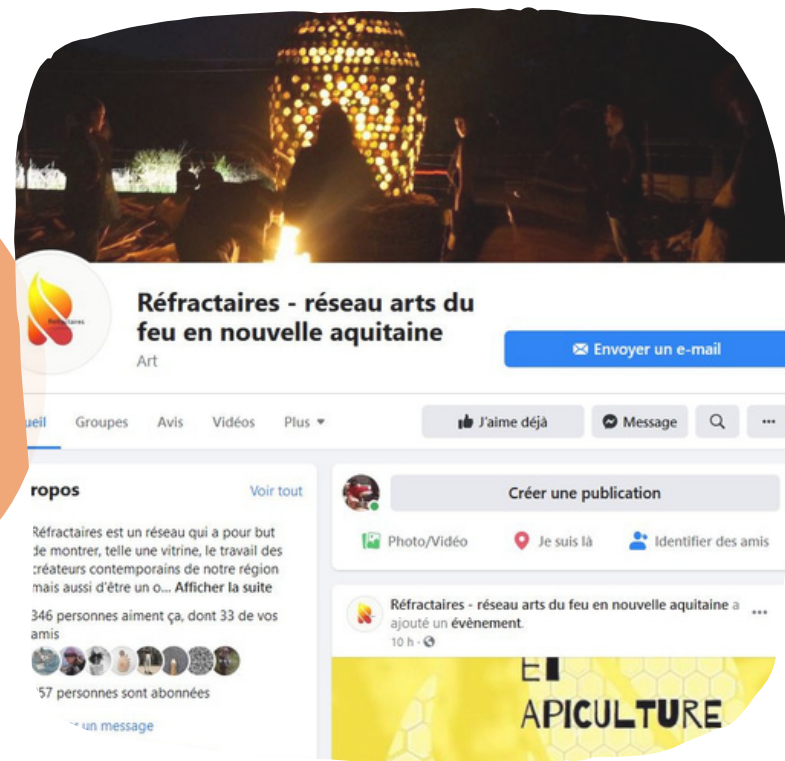 Réfractaires
Réfractaires - réseau arts du
feu en nouvelle aquitaine
Art
Envoyer un e-mail
ueil Groupes Avis Vidéos Plus
J'aime déjà Message
ropos Voir tout
Réfractaires est un réseau qui a pour but
de montrer, telle une vitrine, le travail des
créateurs contemporains de notre région
mais aussi d'être un o... Afficher la suite
346 personnes aiment ça, dont 33 de vos
amis
57 personnes sont abonnées
un message
Créer une publication
Photo/Vidéo Je suis là Identifier des amis
Réfractaires - réseau arts du feu en nouvelle aquitaine a
ajouté un évènement.
10 h
ET
APICULTURE